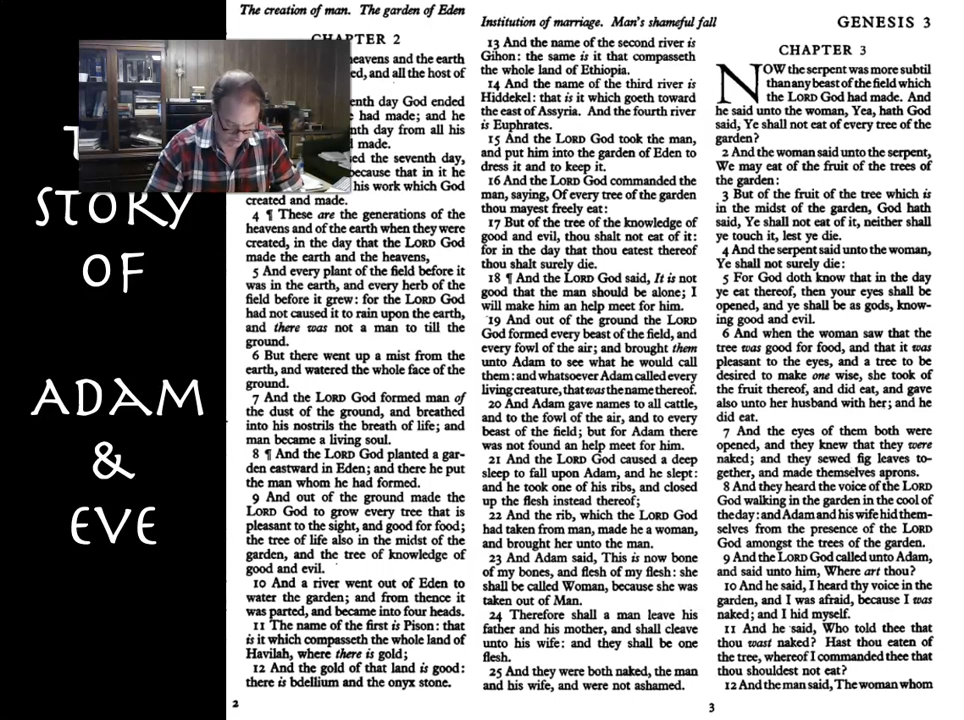 STORY
OF
ADAM
&
EVE
The creation of man. The garden of Eden
CHAPTER 2
heavens and the earth
ed, and all the host of
enth day God ended
had made; and he
nth day from all his
made.
ed the seventh day,
because that in it he
his work which God
created and made.
4 ¶ These are the generations of the
heavens and of the earth when they were
created, in the day that the LORD God
made the earth and the heavens,
5 And every plant of the field before it
was in the earth, and every herb of the
field before it grew: for the LORD God
had not caused it to rain upon the earth,
and there was not a man to till the
ground.
6 But there went up a mist from the
earth, and watered the whole face of the
ground.
7 And the LORD God formed man of
the dust of the ground, and breathed
into his nostrils the breath of life; and
man became a living soul.
8 ¶ And the LORD God planted a gar-
den eastward in Eden; and there he put
the man whom he had formed.
9 And out of the ground made the
LORD God to grow every tree that is
pleasant to the sight, and good for food;
the tree of life also in the midst of the
garden, and the tree of knowledge of
good and evil.
10 And a river went out of Eden to
water the garden; and from thence it
was parted, and became into four heads.
11 The name of the first is Pison: that
is it which compasseth the whole land of
Havilah, where there is gold;
12 And the gold of that land is good:
there is bdellium and the onyx stone.
2
Institution of marriage. Man's shameful fall
GENESIS 3
13 And the name of the second river is
Gihon: the same is it that compasseth
the whole land of Ethiopia.
14 And the name of the third river is
Hiddekel: that is it which goeth toward
the east of Assyria. And the fourth river
is Euphrates.
15 And the LORD God took the man,
and put him into the garden of Eden to
dress it and to keep it.
16 And the LORD God commanded the
man, saying, Of every tree of the garden
thou mayest freely eat:
17 But of the tree of the knowledge of
good and evil, thou shalt not eat of it:
for in the day that thou eatest thereof
thou shalt surely die.
18 ¶ And the LORD God said, It is not
good that the man should be alone; I
will make him an help meet for him.
19 And out of the ground the LORD
God formed every beast of the field, and
every fowl of the air; and brought them
unto Adam to see what he would call
them: and whatsoever Adam called every
living creature, that was the name thereof.
20 And Adam gave names to all cattle,
and to the fowl of the air, and to every
beast of the field; but for Adam there
was not found an help meet for him.
21 And the LORD God caused a deep
sleep to fall upon Adam, and he slept:
and he took one of his ribs, and closed
up the flesh instead thereof;
22 And the rib, which the LORD God
had taken from man, made he a woman,
and brought her unto the man.
23 And Adam said, This is now bone
of my bones, and flesh of my flesh: she
shall be called Woman, because she was
taken out of Man.
24 Therefore shall a man leave his
father and his mother, and shall cleave
unto his wife: and they shall be one
flesh.
25 And they were both naked, the man
and his wife, and were not ashamed.
CHAPTER 3
NOW the serpent was more subtil
than any beast of the field which
the LORD God had made. And
he said unto the woman, Yea, hath God
said, Ye shall not eat of every tree of the
garden?
2 And the woman said unto the serpent,
We may eat of the fruit of the trees of
the garden:
3 But of the fruit of the tree which is
in the midst of the garden, God hath
said, Ye shall not eat of it, neither shall
ye touch it, lest ye die.
4 And the serpent said unto the woman,
Ye shall not surely die:
5 For God doth know that in the day
ye eat thereof, then your eyes shall be
opened, and ye shall be as gods, know-
ing good and evil.
6 And when the woman saw that the
tree was good for food, and that it was
pleasant to the eyes, and a tree to be
desired to make one wise, she took of
the fruit thereof, and did eat, and gave
also unto her husband with her; and he
did eat.
7 And the eyes of them both were
opened, and they knew that they were
naked; and they sewed fig leaves to-
gether, and made themselves aprons.
8 And they heard the voice of the LORD
God walking in the garden in the cool of
the day: and Adam and his wife hid them-
selves from the presence of the LORD
God amongst the trees of the garden.
9 And the LORD God called unto Adam,
and said unto him, Where art thou?
10 And he said, I heard thy voice in the
garden, and I was afraid, because I was
naked; and I hid myself.
11 And he said, Who told thee that
thou wast naked? Hast thou eaten of
the tree, whereof I commanded thee that
thou shouldest not eat?
12 And the man said, The woman whom
3